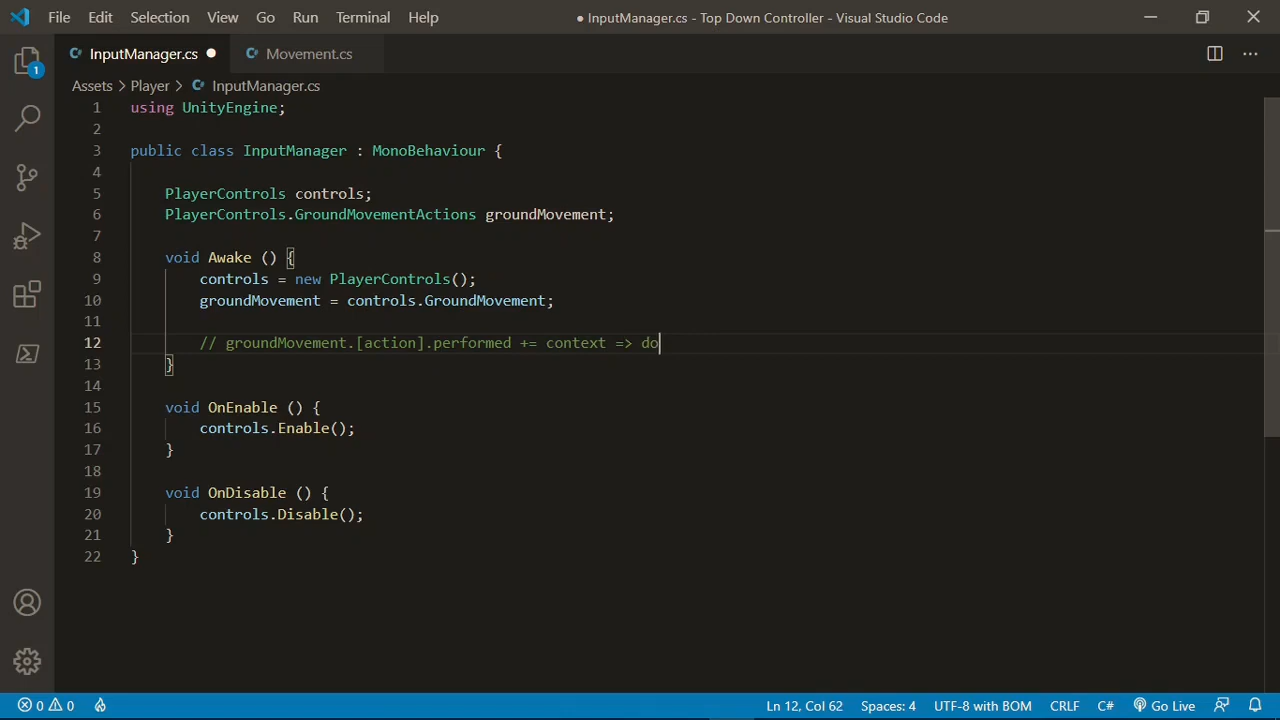 File Edit Selection View Go Run Terminal Help
● InputManager.cs - Top Down Controller - Visual Studio Code
InputManager.cs
Movement.cs
1
Assets > Player > InputManager.cs
1 using UnityEngine;
2
3 public class InputManager : MonoBehaviour {
4
5 PlayerControls controls;
6 PlayerControls.GroundMovementActions groundMovement;
7
8 void Awake () {
9 controls = new PlayerControls();
10 groundMovement = controls.GroundMovement;
11
12 // groundMovement.[action].performed += context => do
13 }
14
15 void OnEnable () {
16 controls.Enable();
17 }
18
19 void OnDisable () {
20 controls.Disable();
21 }
22 }
0 0
Ln 12, Col 62 Spaces: 4 UTF-8 with BOM CRLF C# Go Live